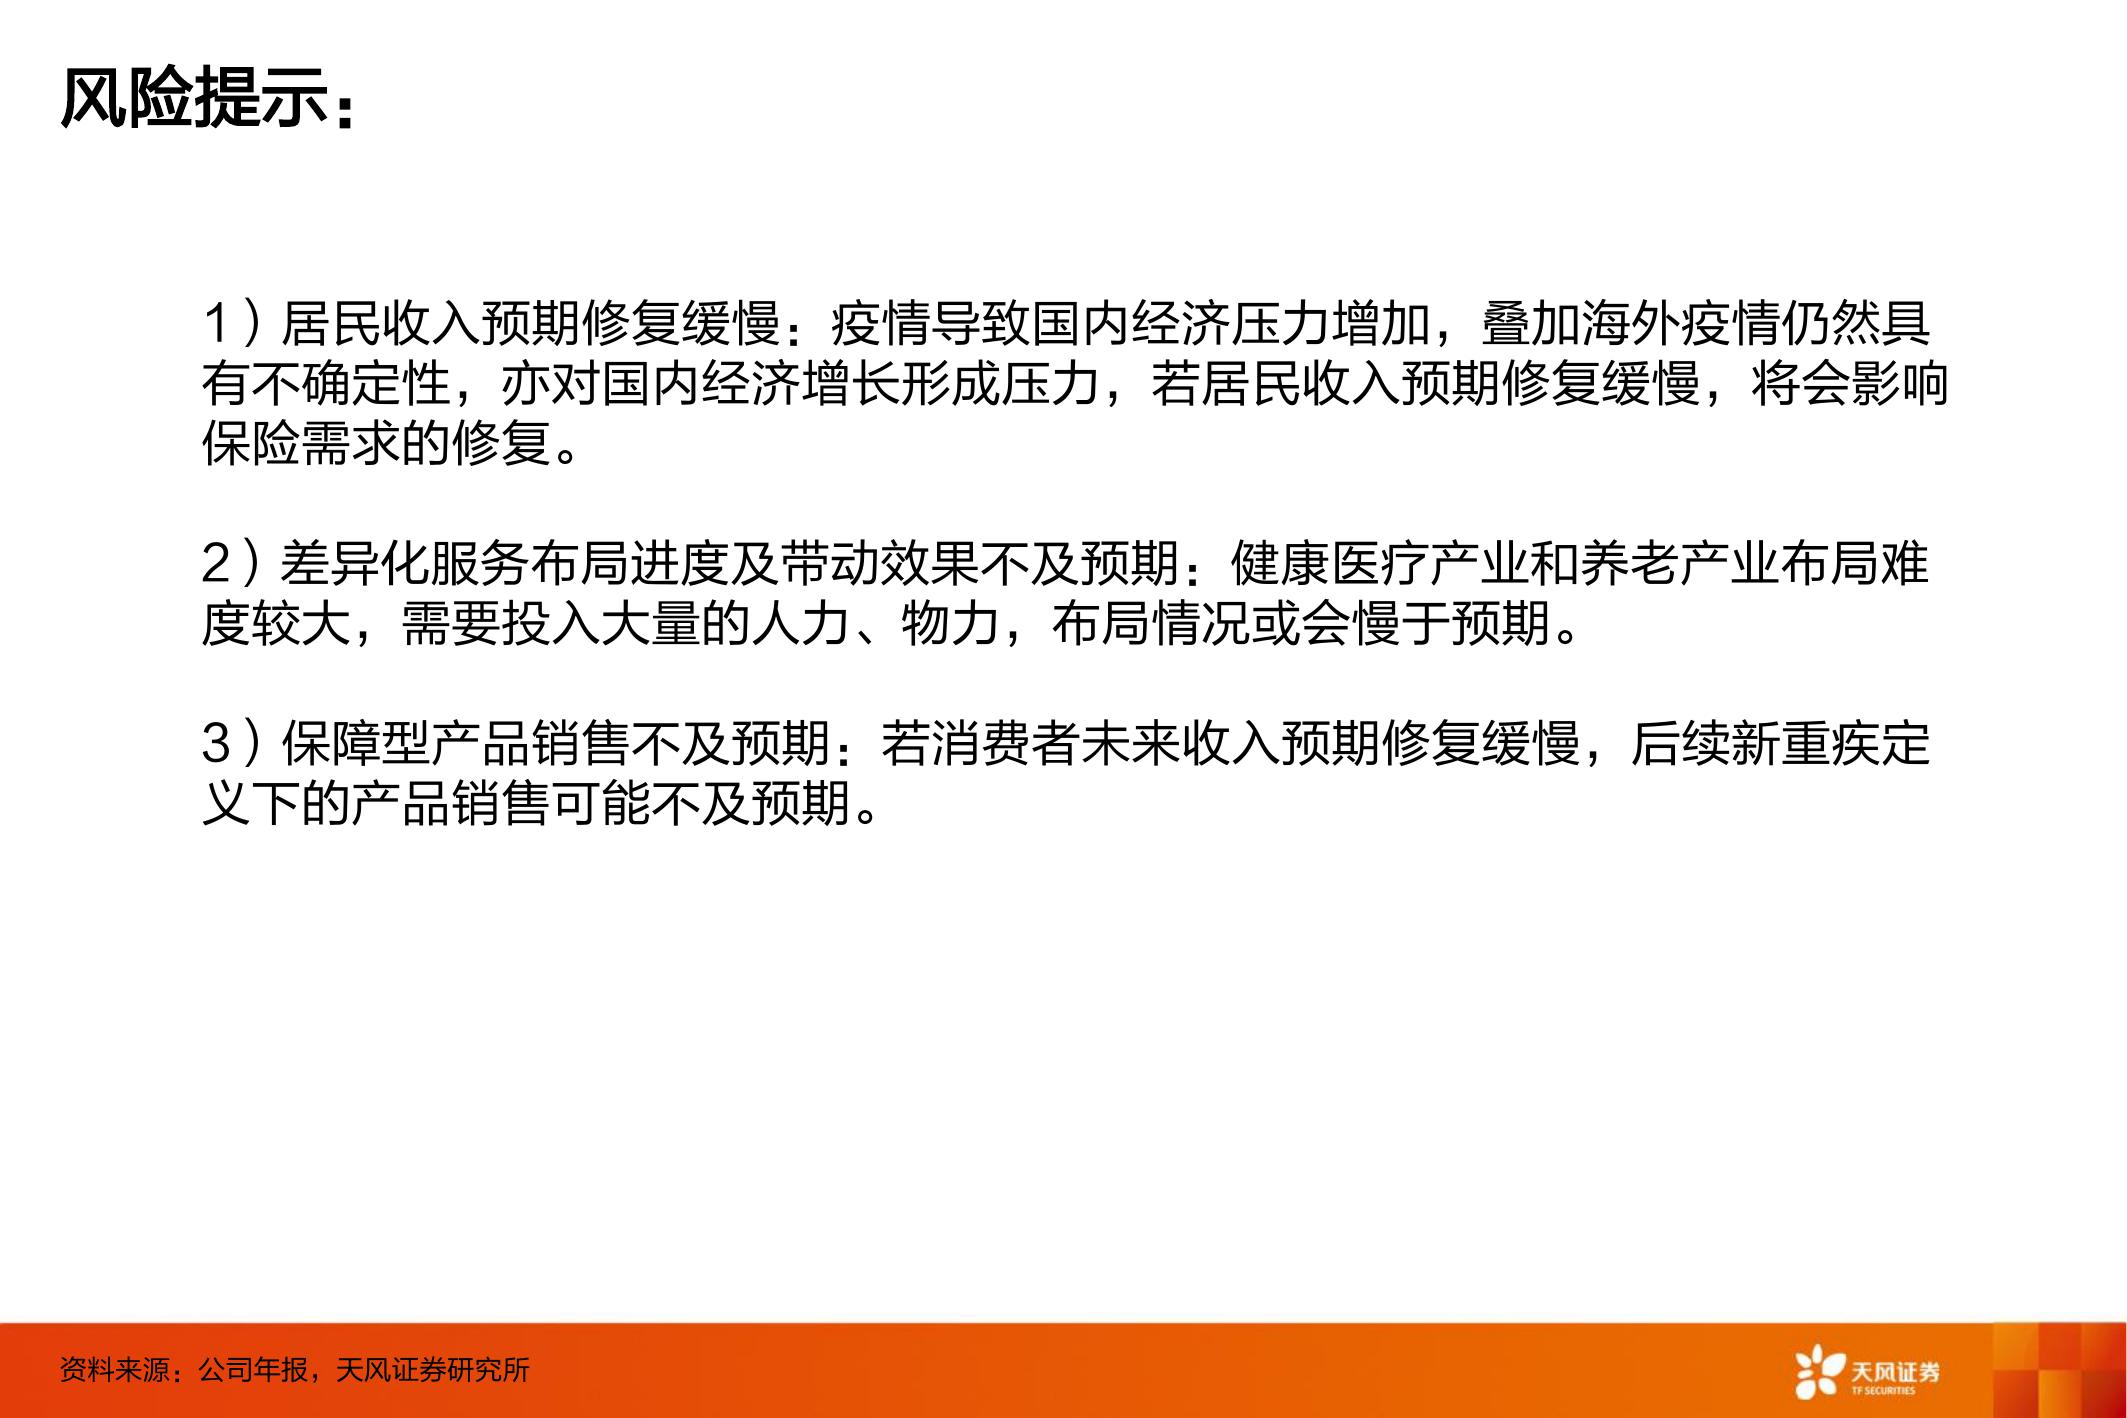 风险提示：
1）居民收入预期修复缓慢：疫情导致国内经济压力增加，叠加海外疫情仍然具
有不确定性，亦对国内经济增长形成压力，若居民收入预期修复缓慢，将会影响
保险需求的修复。
2）差异化服务布局进度及带动效果不及预期：健康医疗产业和养老产业布局难
度较大，需要投入大量的人力、物力，布局情况或会慢于预期。
3）保障型产品销售不及预期：若消费者未来收入预期修复缓慢，后续新重疾定
义下的产品销售可能不及预期。
资料来源：公司年报，天风证券研究所
天风证券
TF SECURITIES